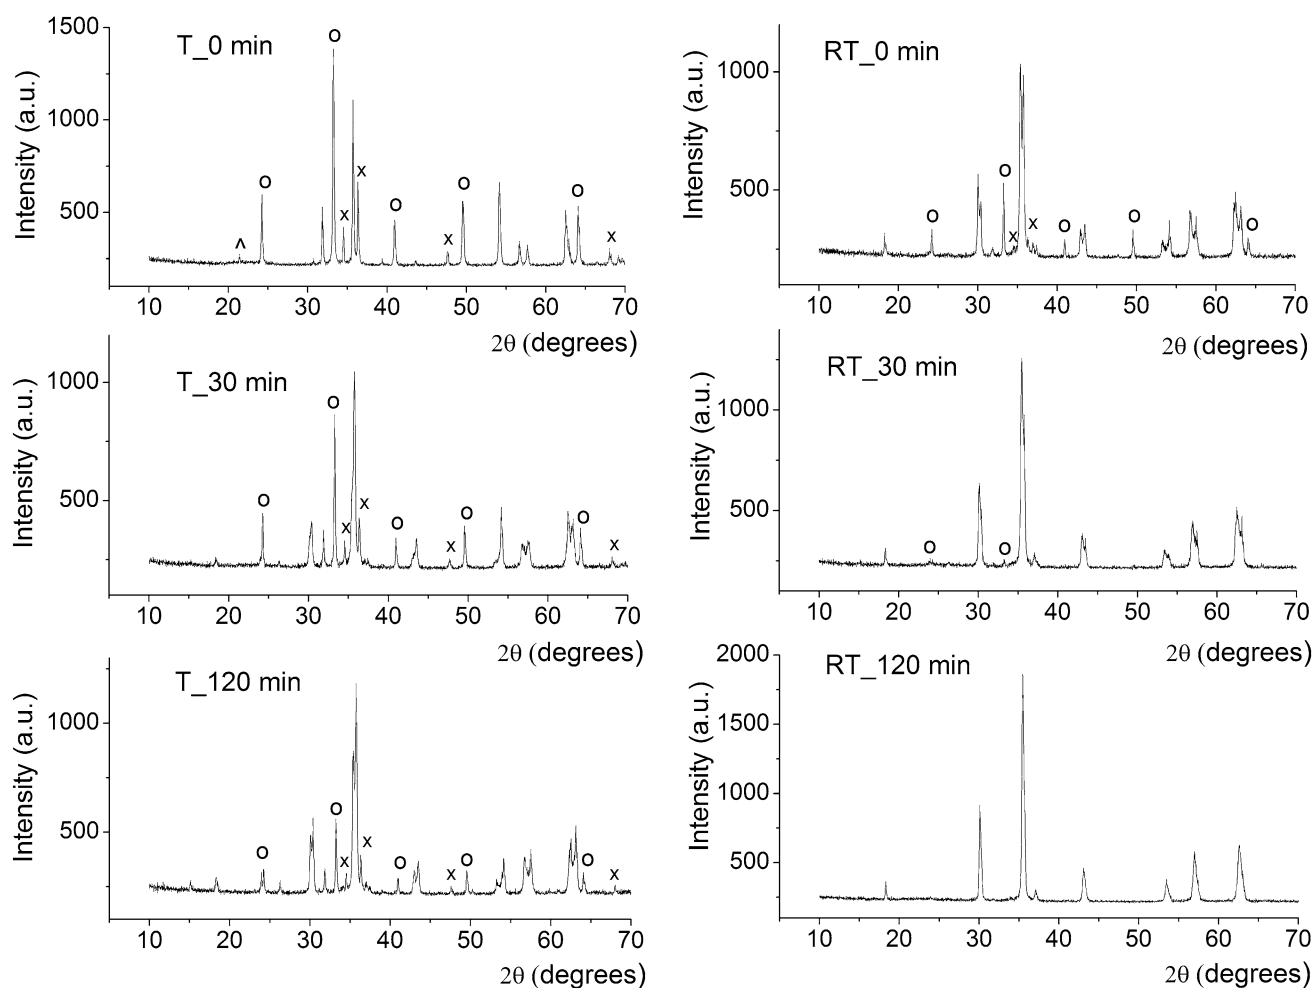 T_0 min
Intensity (a.u.)
1500
1000
500
^
o
o
x
x
o
x
o
o
x
10 20 30 40 50 60 70
2θ (degrees)
RT_0 min
Intensity (a.u.)
1000
500
o
o
x
x
o
o
o
10 20 30 40 50 60 70
2θ (degrees)
T_30 min
Intensity (a.u.)
1000
500
o
o
x
x
o
x
o
o
x
10 20 30 40 50 60 70
2θ (degrees)
RT_30 min
Intensity (a.u.)
1000
500
o
o
10 20 30 40 50 60 70
2θ (degrees)
T_120 min
Intensity (a.u.)
1000
500
o
o
x
x
o
x
o
o
x
10 20 30 40 50 60 70
2θ (degrees)
RT_120 min
Intensity (a.u.)
2000
1500
1000
500
10 20 30 40 50 60 70
2θ (degrees)